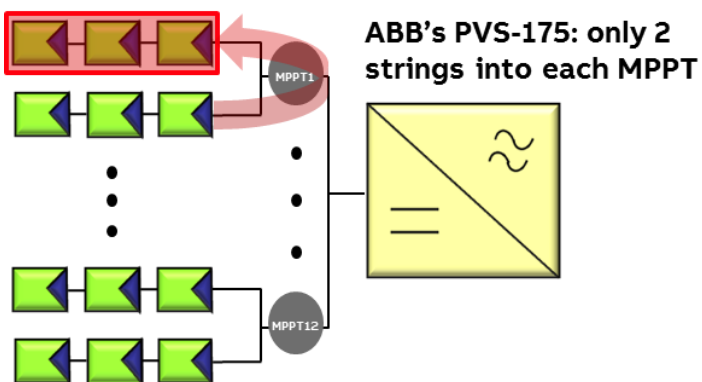 ABB's PVS-175: only 2
strings into each MPPT
MPPT1
MPPT12